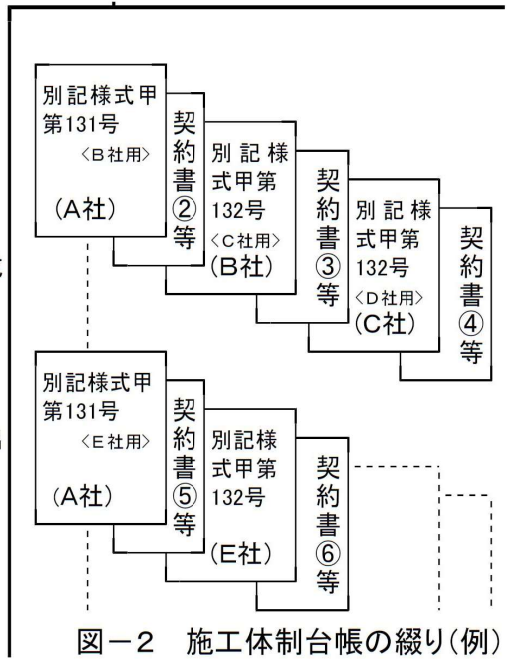 別記様式甲
第131号
<B社用>
(A社)
契約書②等
別記様
式甲第
132号
<C社用>
(B社)
契約書③等
別記様
式甲第
132号
<D社用>
(C社)
契約書④等
別記様式甲
第131号
<E社用>
(A社)
契約書⑤等
別記様
式甲第
132号
(E社)
契約書⑥等
図－2 施工体制台帳の綴り(例)